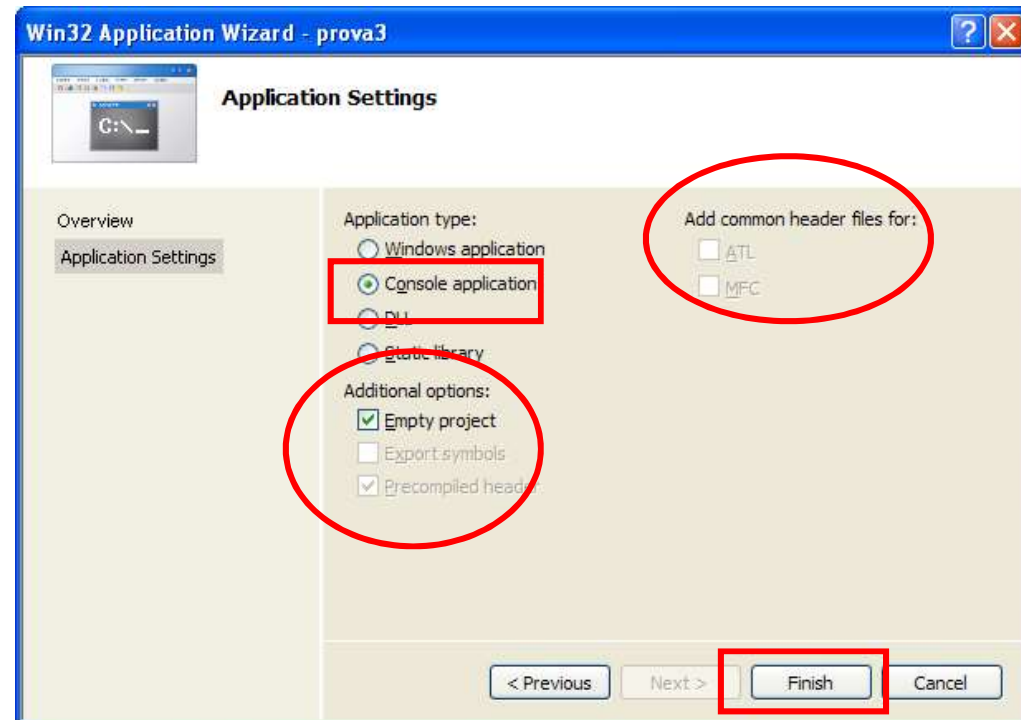 Win32 Application Wizard - prova3
C:\_
Application Settings
Overview
Application Settings
Application type:
Windows application
Console application
DLL
Static library
Additional options:
Empty project
Export symbols
Precompiled header
Add common header files for:
ATL
MFC
< Previous
Next >
Finish
Cancel